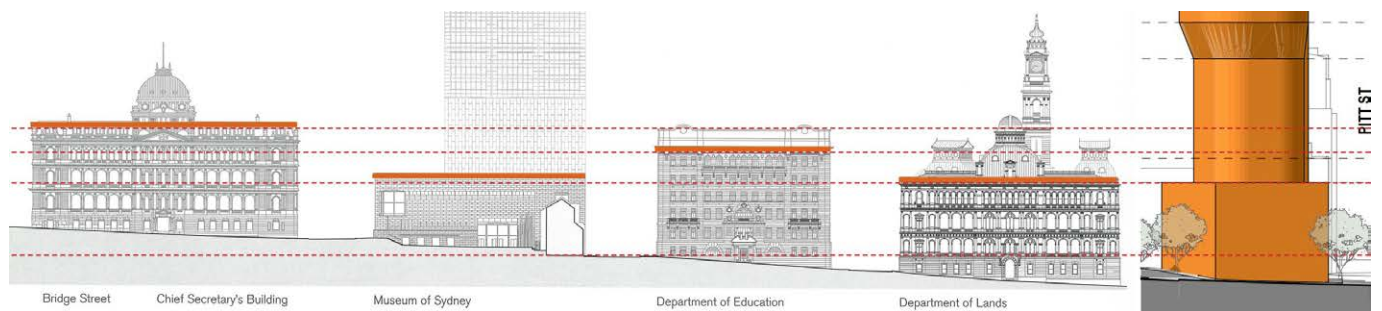 PITT ST
Bridge Street
Chief Secretary's Building
Museum of Sydney
Department of Education
Department of Lands